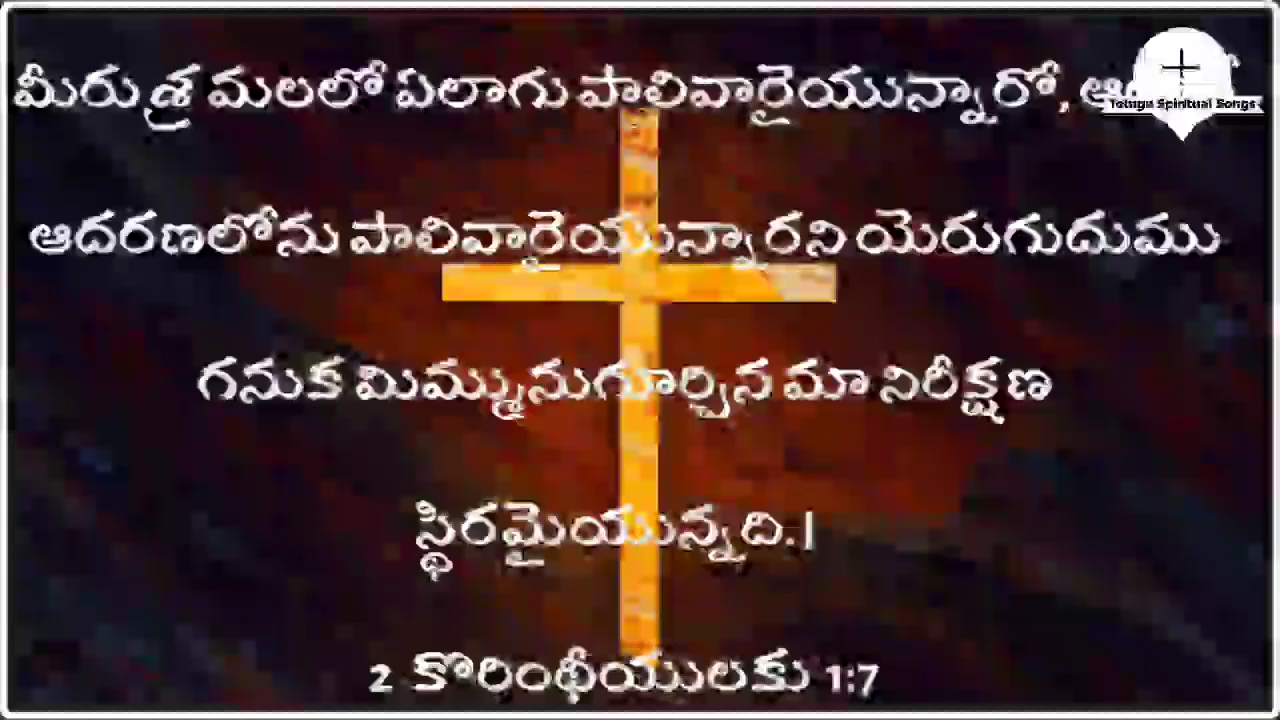 మీరు శ్రమలలో ఏలాగు పాలివారైయున్నారో,
Telugu Spiritual Songs
ఆదరణలోను పాలివారైయున్నారని యెరుగుదుము
గనుక మిమ్మునుగూర్చిన మా నిరీక్షణ
స్థిరమైయున్నది.।
2 కొరింథీయులకు 1:7